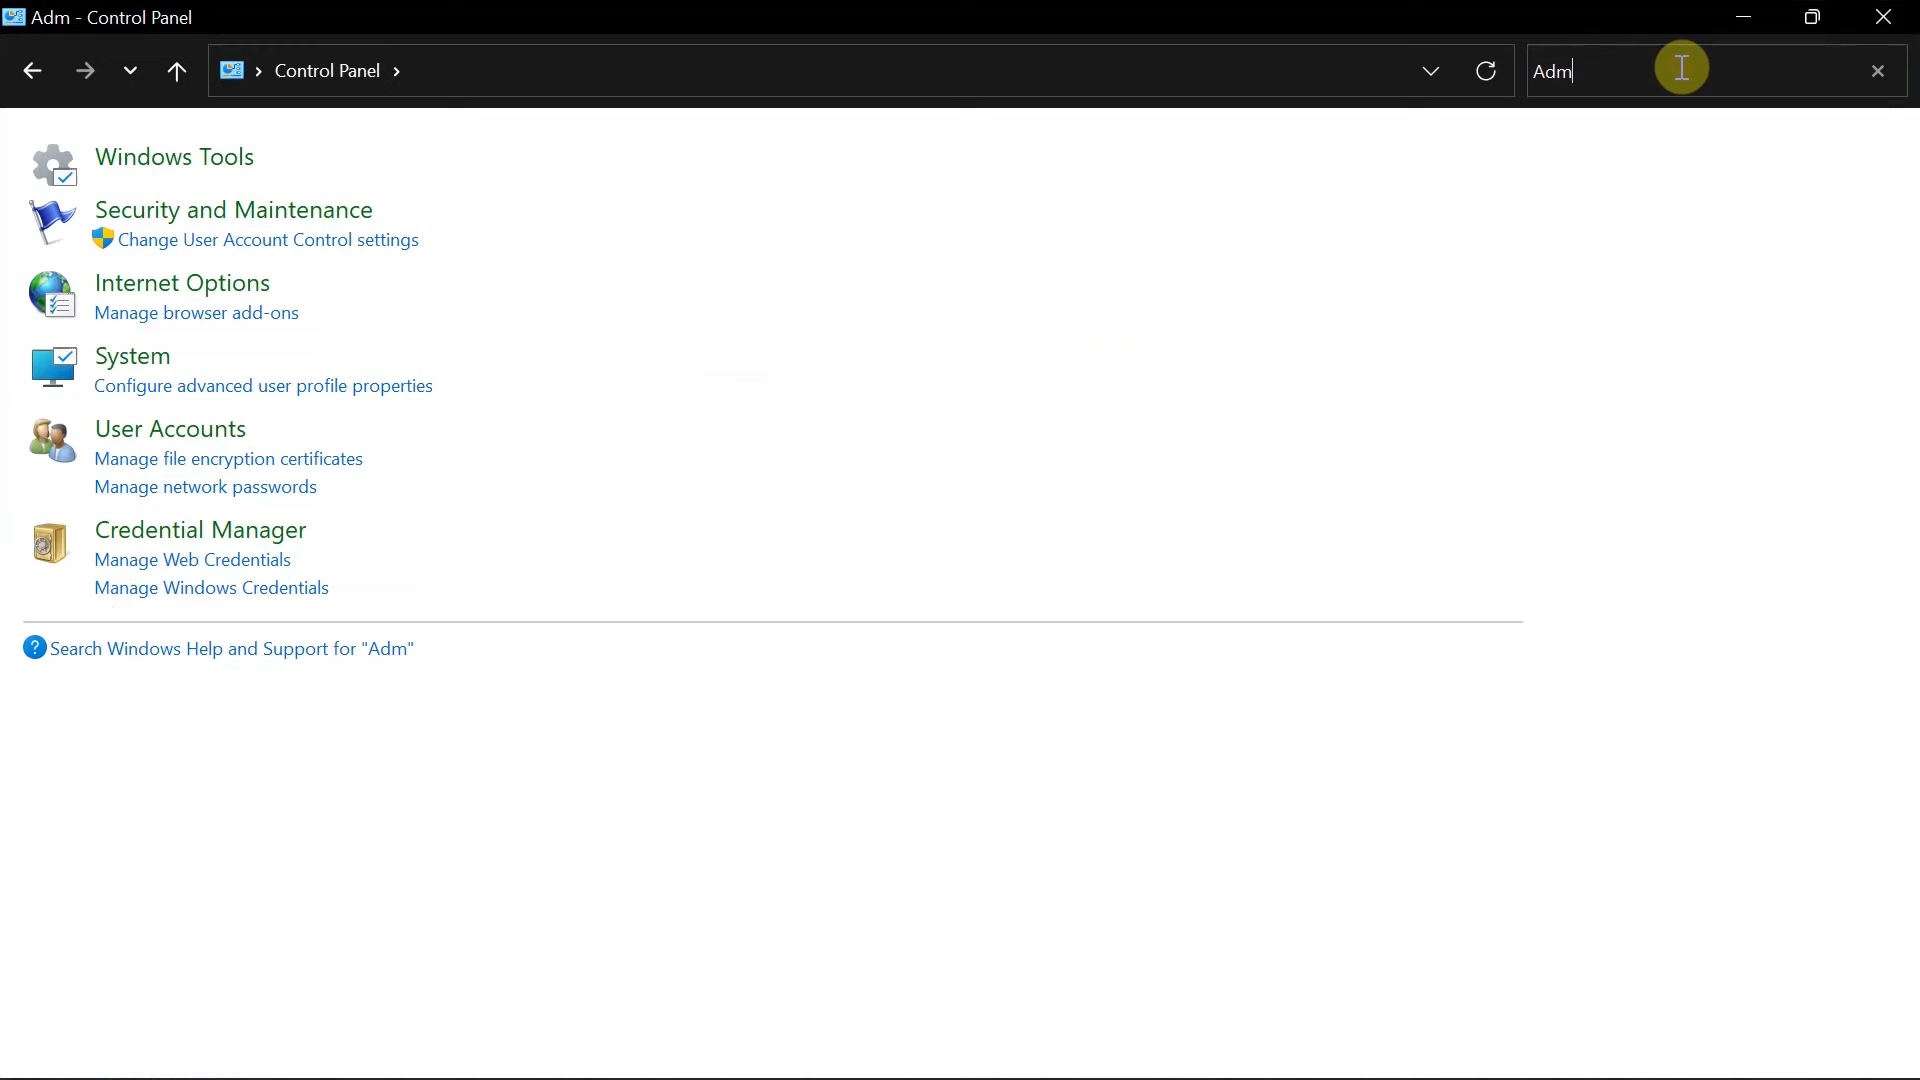 Adm - Control Panel
Control Panel
Adm
Windows Tools
Security and Maintenance
Change User Account Control settings
Internet Options
Manage browser add-ons
System
Configure advanced user profile properties
User Accounts
Manage file encryption certificates
Manage network passwords
Credential Manager
Manage Web Credentials
Manage Windows Credentials
Search Windows Help and Support for "Adm"